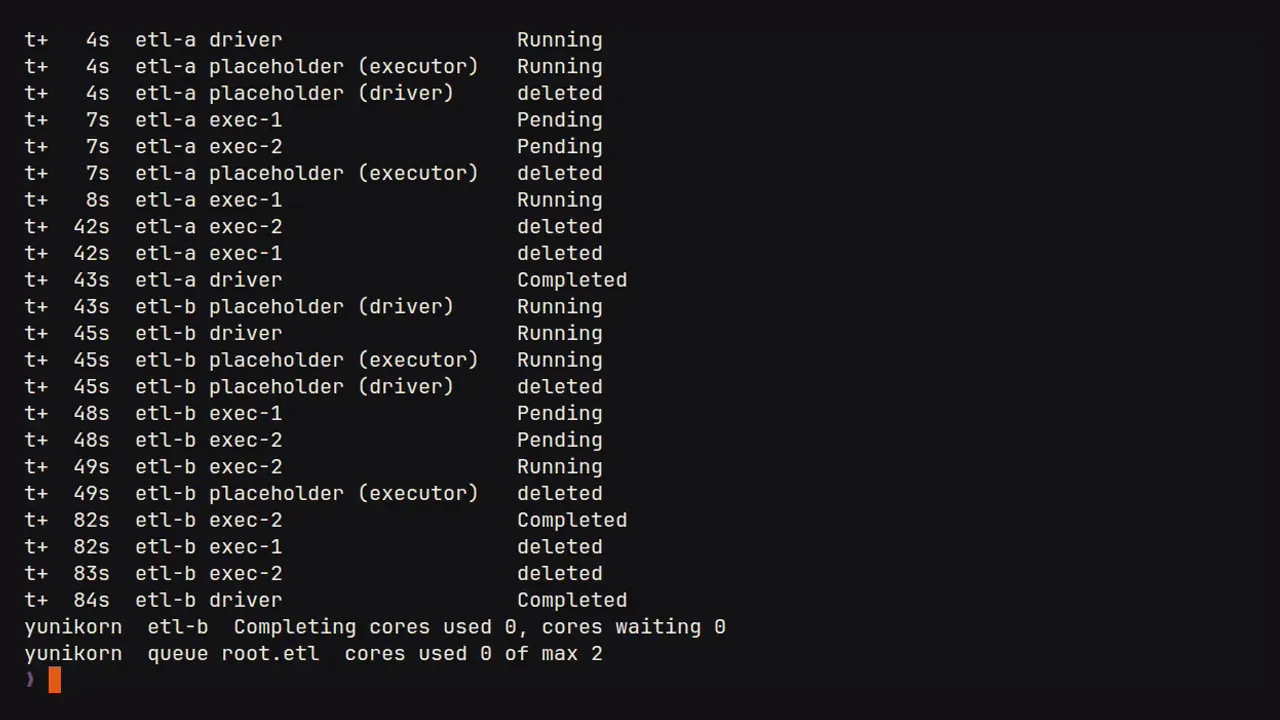 t+   4s  etl-a driver                   Running
t+   4s  etl-a placeholder (executor)   Running
t+   4s  etl-a placeholder (driver)     deleted
t+   7s  etl-a exec-1                   Pending
t+   7s  etl-a exec-2                   Pending
t+   7s  etl-a placeholder (executor)   deleted
t+   8s  etl-a exec-1                   Running
t+  42s  etl-a exec-2                   deleted
t+  42s  etl-a exec-1                   deleted
t+  43s  etl-a driver                   Completed
t+  43s  etl-b placeholder (driver)     Running
t+  45s  etl-b driver                   Running
t+  45s  etl-b placeholder (executor)   Running
t+  45s  etl-b placeholder (driver)     deleted
t+  48s  etl-b exec-1                   Pending
t+  48s  etl-b exec-2                   Pending
t+  49s  etl-b exec-2                   Running
t+  49s  etl-b placeholder (executor)   deleted
t+  82s  etl-b exec-2                   Completed
t+  82s  etl-b exec-1                   deleted
t+  83s  etl-b exec-2                   deleted
t+  84s  etl-b driver                   Completed
yunikorn  etl-b  Completing cores used 0, cores waiting 0
yunikorn  queue root.etl  cores used 0 of max 2
❯